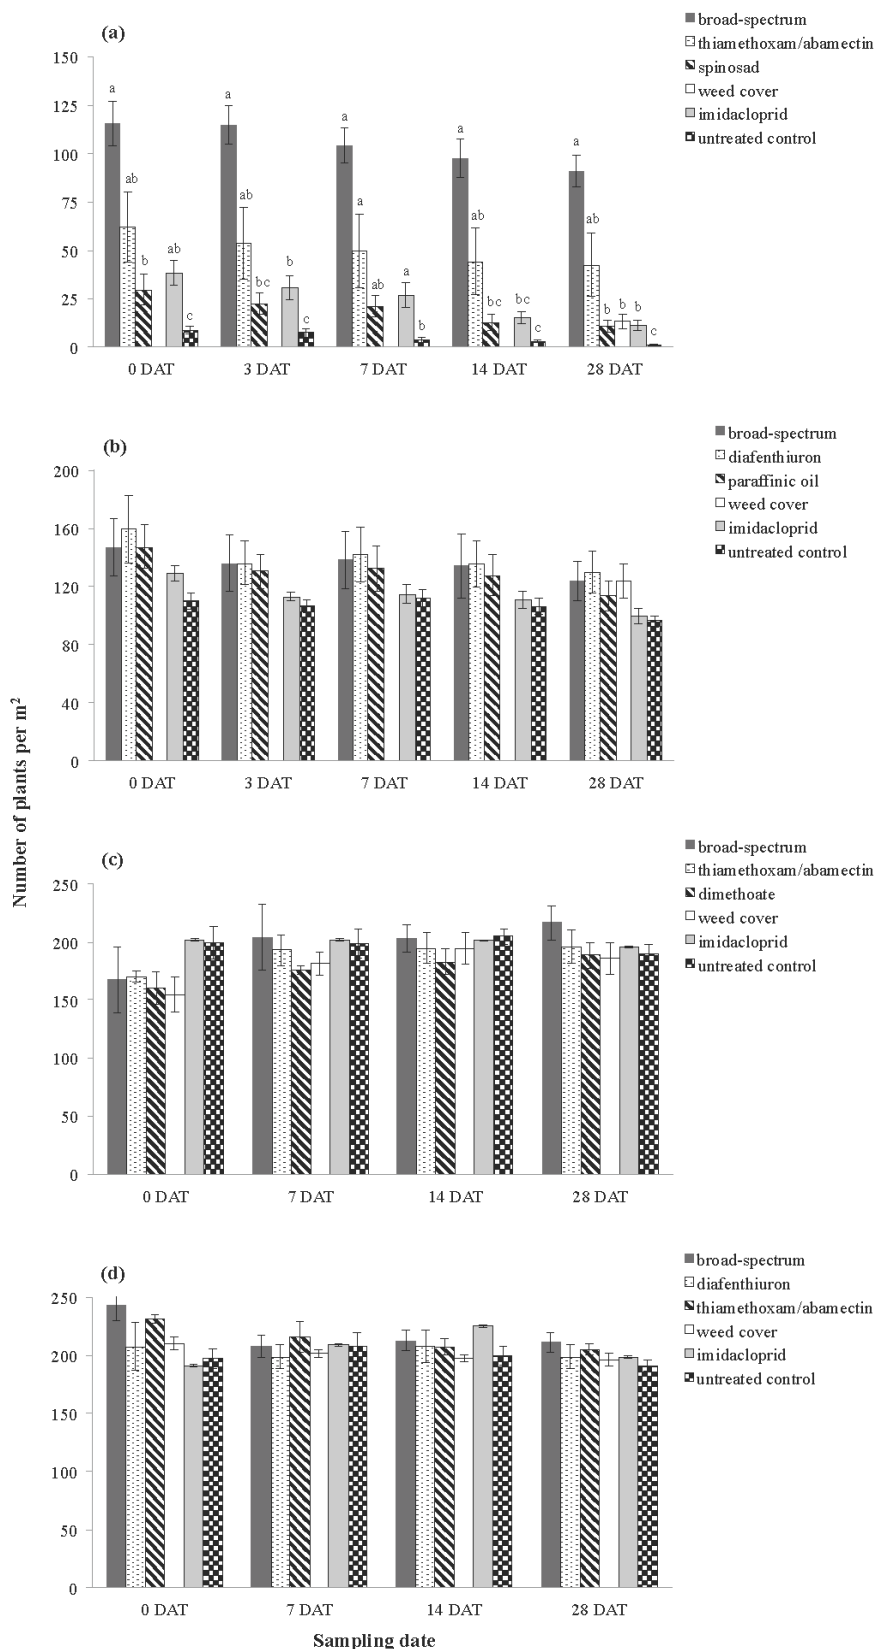 (a)
broad-spectrum
thiamethoxam/abamectin
spinosad
weed cover
imidacloprid
untreated control
150
125
100
75
50
25
0
a ab b ab c
a ab bc b c
a a ab a b
a ab bc bc c
a ab b b b c
0 DAT 3 DAT 7 DAT 14 DAT 28 DAT
(b)
broad-spectrum
diafenthiuron
paraffinic oil
weed cover
imidacloprid
untreated control
200
160
120
80
40
0
0 DAT 3 DAT 7 DAT 14 DAT 28 DAT
Number of plants per m²
(c)
broad-spectrum
thiamethoxam/abamectin
dimethoate
weed cover
imidacloprid
untreated control
250
200
150
100
50
0
0 DAT 7 DAT 14 DAT 28 DAT
(d)
broad-spectrum
diafenthiuron
thiamethoxam/abamectin
weed cover
imidacloprid
untreated control
250
200
150
100
50
0
0 DAT 7 DAT 14 DAT 28 DAT
Sampling date